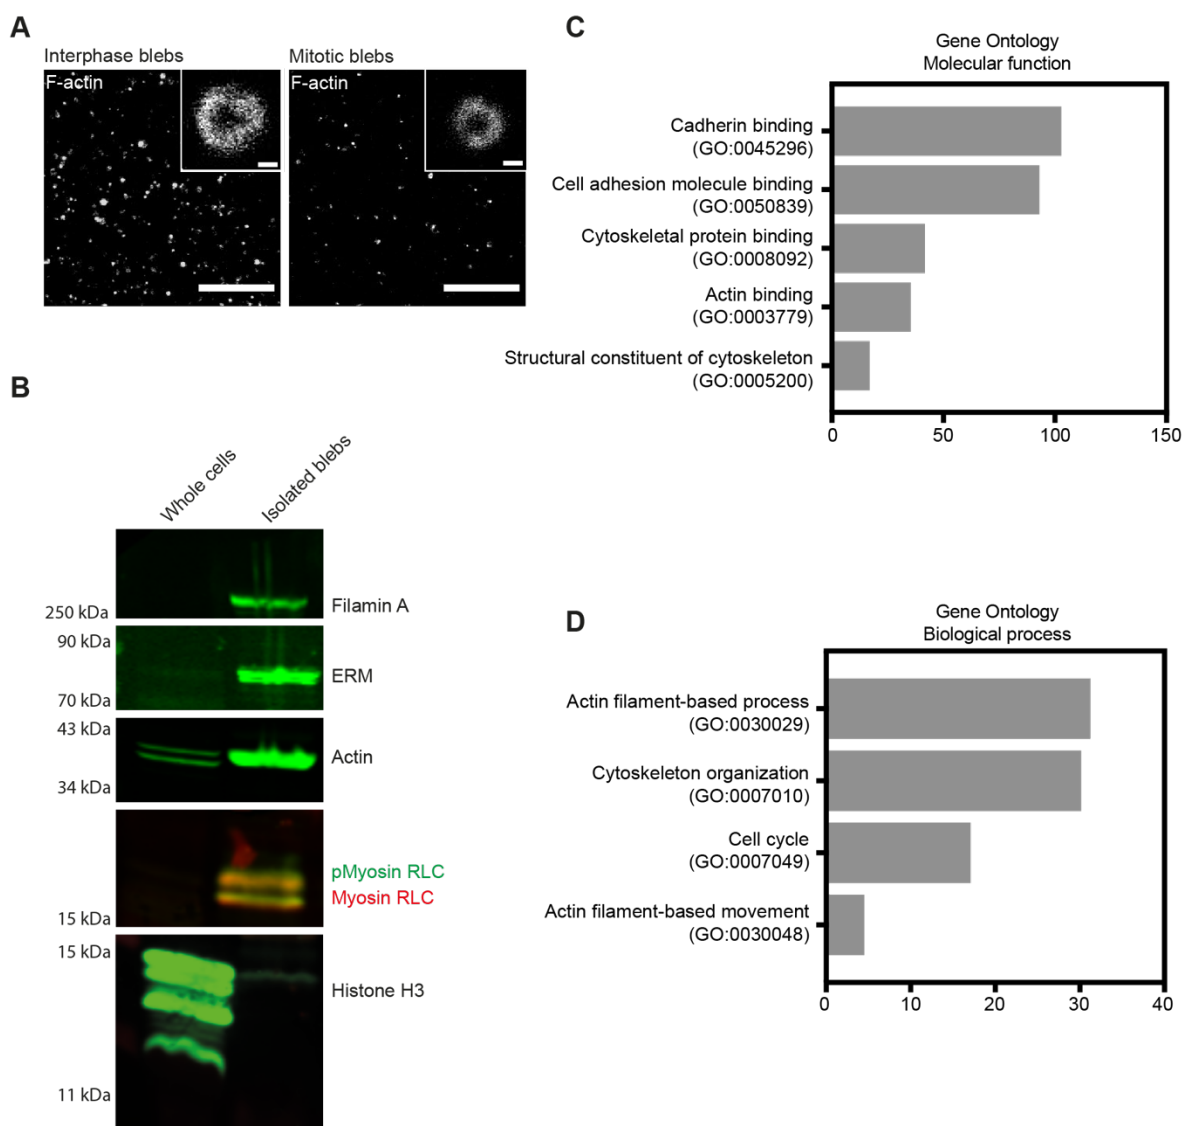 A
Interphase blebs
Mitotic blebs
F-actin
F-actin
B
Whole cells
Isolated blebs
250 kDa
Filamin A
90 kDa
ERM
70 kDa
43 kDa
Actin
34 kDa
pMyosin RLC
Myosin RLC
15 kDa
15 kDa
Histone H3
11 kDa
C
Gene Ontology
Molecular function
Cadherin binding
(GO:0045296)
Cell adhesion molecule binding
(GO:0050839)
Cytoskeletal protein binding
(GO:0008092)
Actin binding
(GO:0003779)
Structural constituent of cytoskeleton
(GO:0005200)
0 50 100 150
D
Gene Ontology
Biological process
Actin filament-based process
(GO:0030029)
Cytoskeleton organization
(GO:0007010)
Cell cycle
(GO:0007049)
Actin filament-based movement
(GO:0030048)
0 10 20 30 40